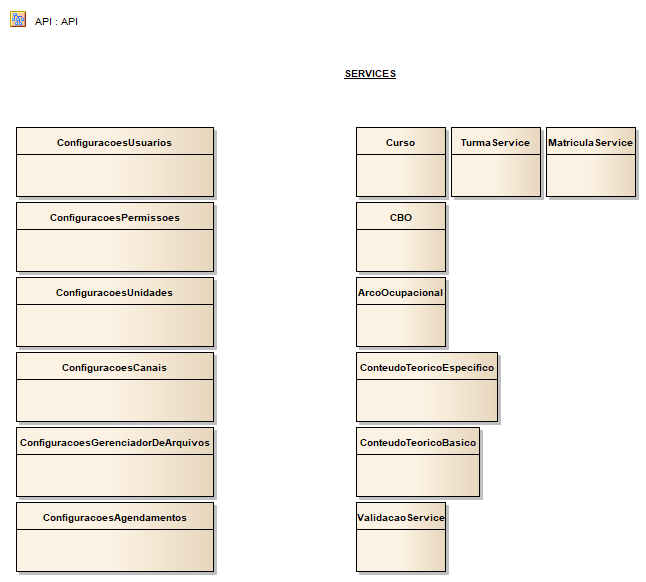 API : API
SERVICES
ConfiguracoesUsuarios
Curso
TurmaService
MatriculaService
ConfiguracoesPermissoes
CBO
ConfiguracoesUnidades
ArcoOcupacional
ConfiguracoesCanais
ConteudoTeoricoEspecifico
ConfiguracoesGerenciadorDeArquivos
ConteudoTeoricoBasico
ConfiguracoesAgendamentos
ValidacaoService